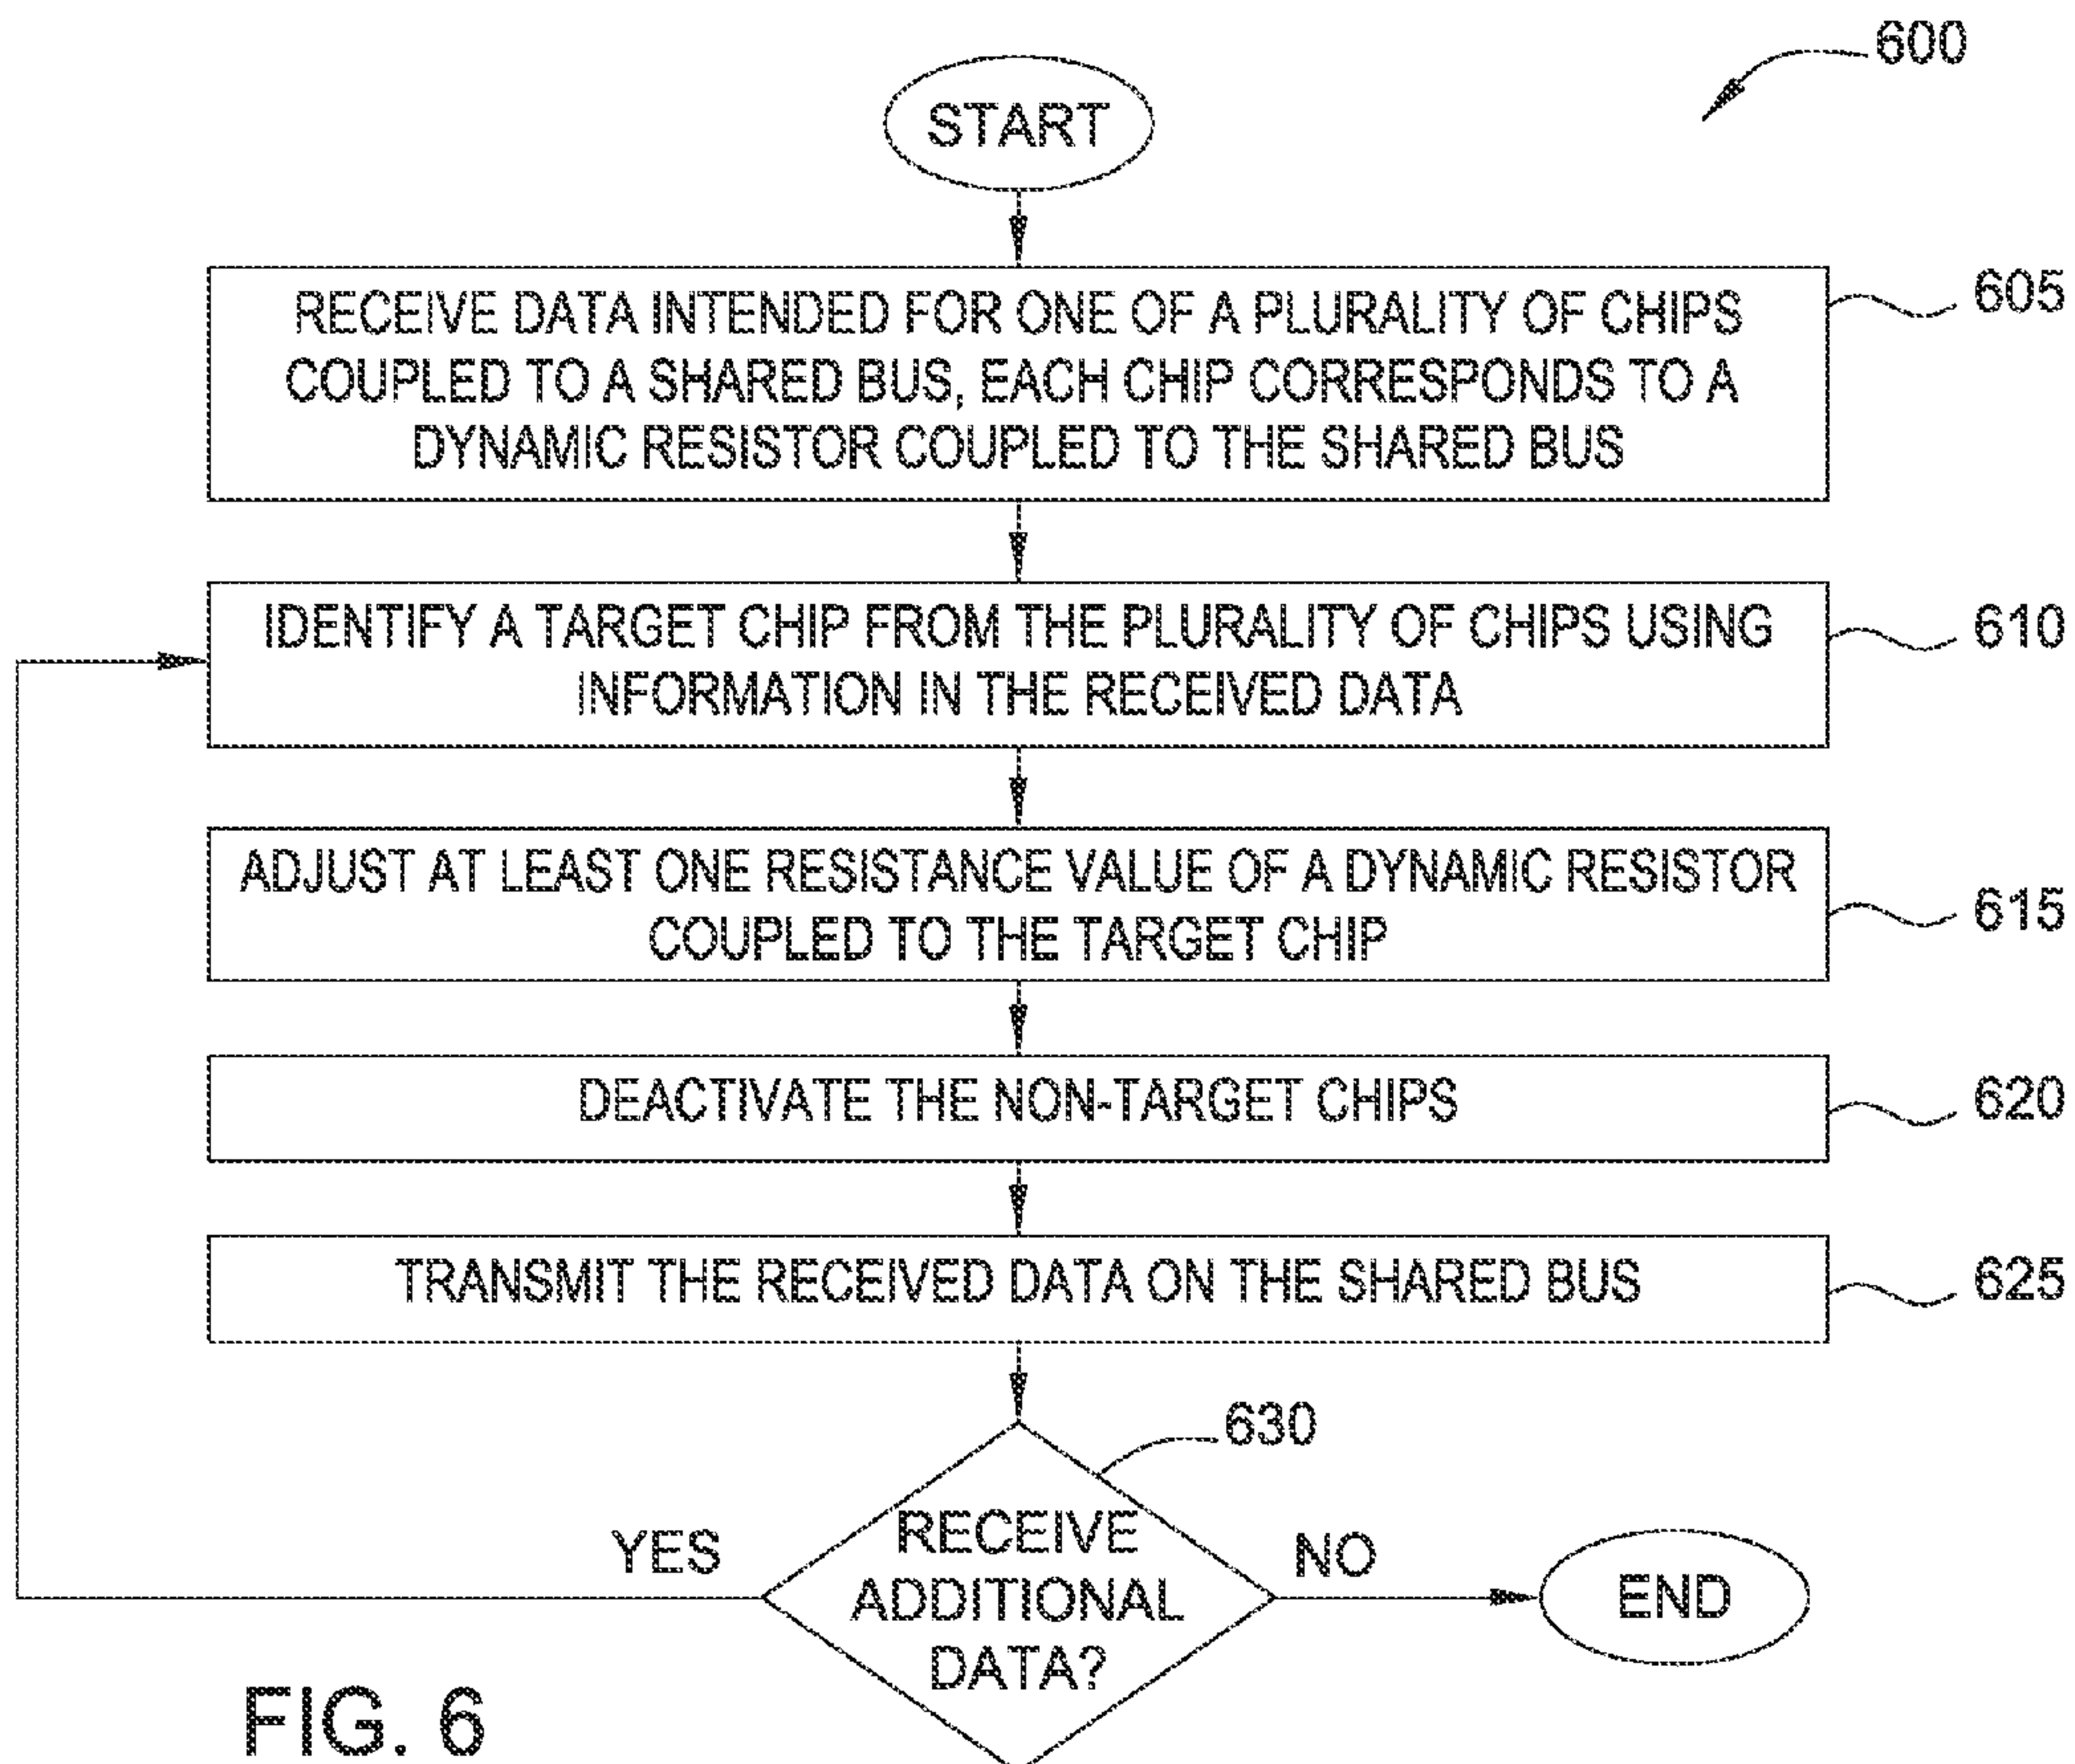 600
START
RECEIVE DATA INTENDED FOR ONE OF A PLURALITY OF CHIPS
COUPLED TO A SHARED BUS, EACH CHIP CORRESPONDS TO A
DYNAMIC RESISTOR COUPLED TO THE SHARED BUS
605
IDENTIFY A TARGET CHIP FROM THE PLURALITY OF CHIPS USING
INFORMATION IN THE RECEIVED DATA
610
ADJUST AT LEAST ONE RESISTANCE VALUE OF A DYNAMIC RESISTOR
COUPLED TO THE TARGET CHIP
615
DEACTIVATE THE NON-TARGET CHIPS
620
TRANSMIT THE RECEIVED DATA ON THE SHARED BUS
625
630
RECEIVE
ADDITIONAL
DATA?
YES
NO
END
FIG. 6